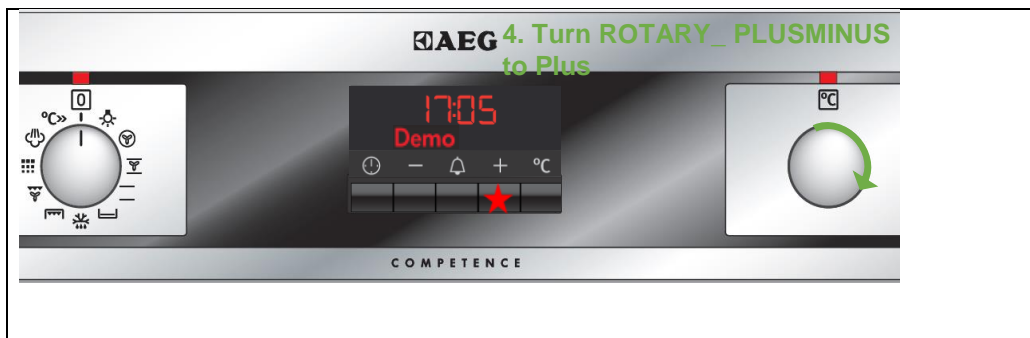 AEG 4. Turn ROTARY_ PLUSMINUS
to Plus
0
°C
°C»
17:05
Demo
− + °C
COMPETENCE